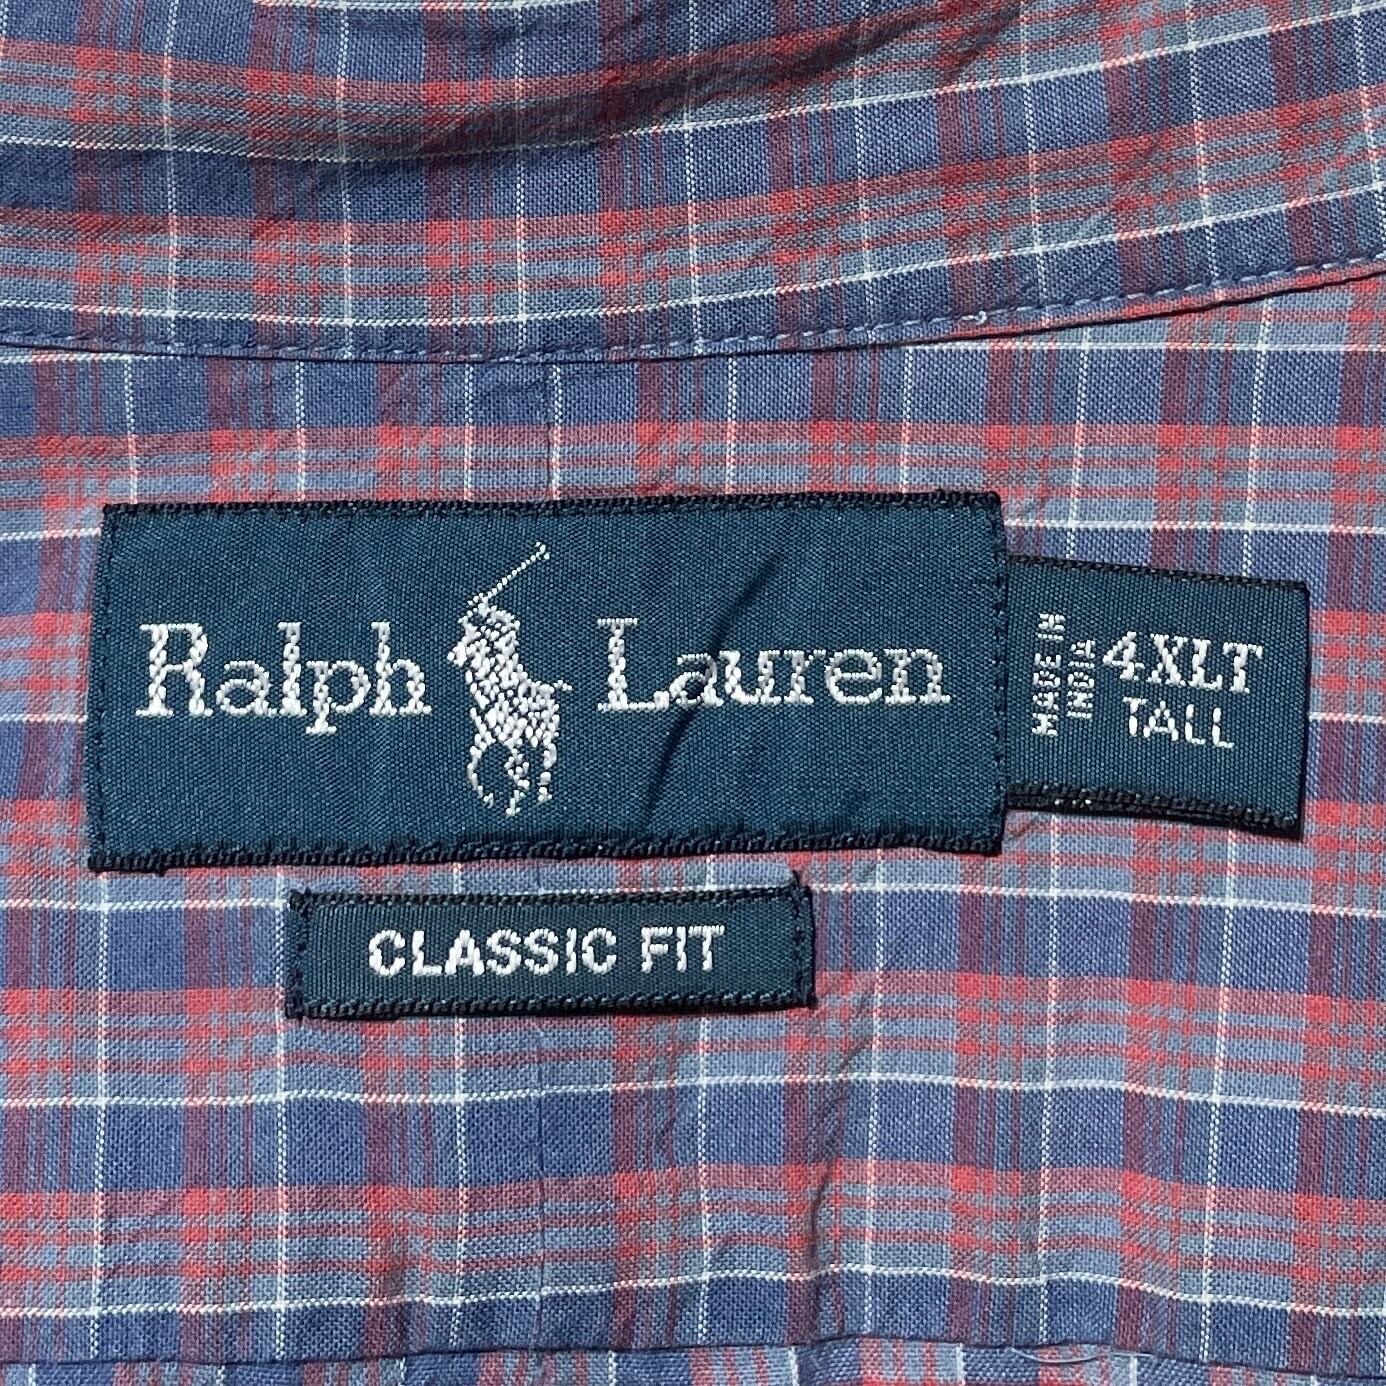 Ralph Lauren
MADE IN
INDIA
4XLT
TALL
CLASSIC FIT